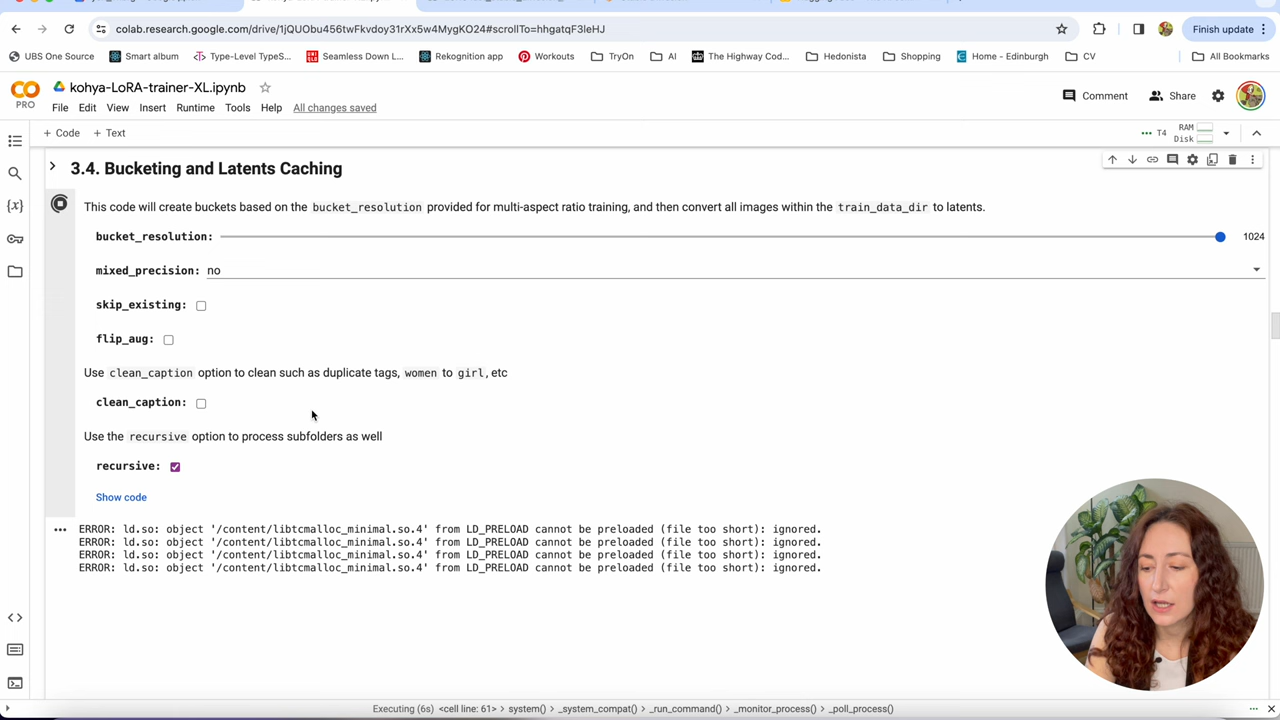 colab.research.google.com/drive/1jQUObu456twFkvdoy31rXx5w4MygKO24#scrollTo=hhgatqF3leHJ
Finish update
UBS One Source
Smart album
Type-Level TypeS...
Seamless Down L...
Rekognition app
Workouts
TryOn
AI
The Highway Cod...
Hedonista
Shopping
Home - Edinburgh
CV
All Bookmarks
CO
PRO
kohya-LoRA-trainer-XL.ipynb
File Edit View Insert Runtime Tools Help All changes saved
Comment
Share
+ Code + Text
T4
RAM
Disk
3.4. Bucketing and Latents Caching
This code will create buckets based on the bucket_resolution provided for multi-aspect ratio training, and then convert all images within the train_data_dir to latents.
bucket_resolution: 1024
mixed_precision: no
skip_existing:
flip_aug:
Use clean_caption option to clean such as duplicate tags, women to girl, etc
clean_caption:
Use the recursive option to process subfolders as well
recursive:
Show code
ERROR: ld.so: object '/content/libtcmalloc_minimal.so.4' from LD_PRELOAD cannot be preloaded (file too short): ignored.
ERROR: ld.so: object '/content/libtcmalloc_minimal.so.4' from LD_PRELOAD cannot be preloaded (file too short): ignored.
ERROR: ld.so: object '/content/libtcmalloc_minimal.so.4' from LD_PRELOAD cannot be preloaded (file too short): ignored.
ERROR: ld.so: object '/content/libtcmalloc_minimal.so.4' from LD_PRELOAD cannot be preloaded (file too short): ignored.
Executing (6s) <cell line: 61> > system() > _system_compat() > _run_command() > _monitor_process() > _poll_process()